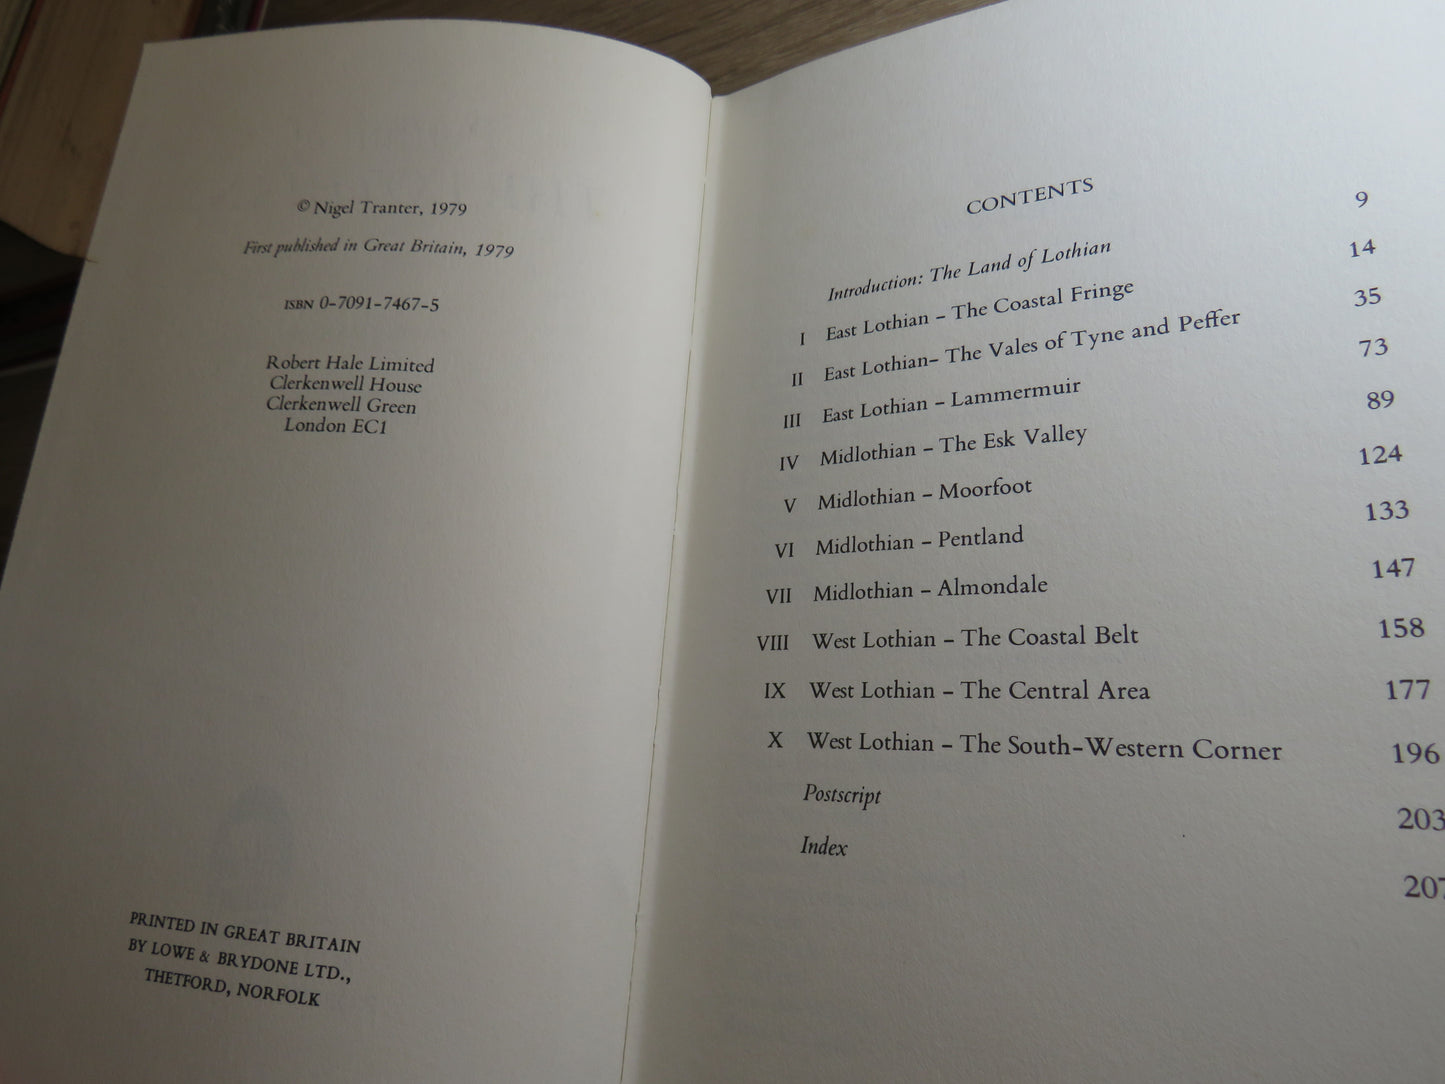 © Nigel Tranter, 1979
First published in Great Britain, 1979
ISBN 0-7091-7467-5
Robert Hale Limited
Clerkenwell House
Clerkenwell Green
London EC1
PRINTED IN GREAT BRITAIN
BY LOWE & BRYDONE LTD.,
THETFORD, NORFOLK
CONTENTS
Introduction: The Land of Lothian 9
I East Lothian – The Coastal Fringe 14
II East Lothian– The Vales of Tyne and Peffer 35
III East Lothian – Lammermuir 73
IV Midlothian – The Esk Valley 89
V Midlothian – Moorfoot 124
VI Midlothian – Pentland 133
VII Midlothian – Almondale 147
VIII West Lothian – The Coastal Belt 158
IX West Lothian – The Central Area 177
X West Lothian – The South-Western Corner 196
Postscript 203
Index 207